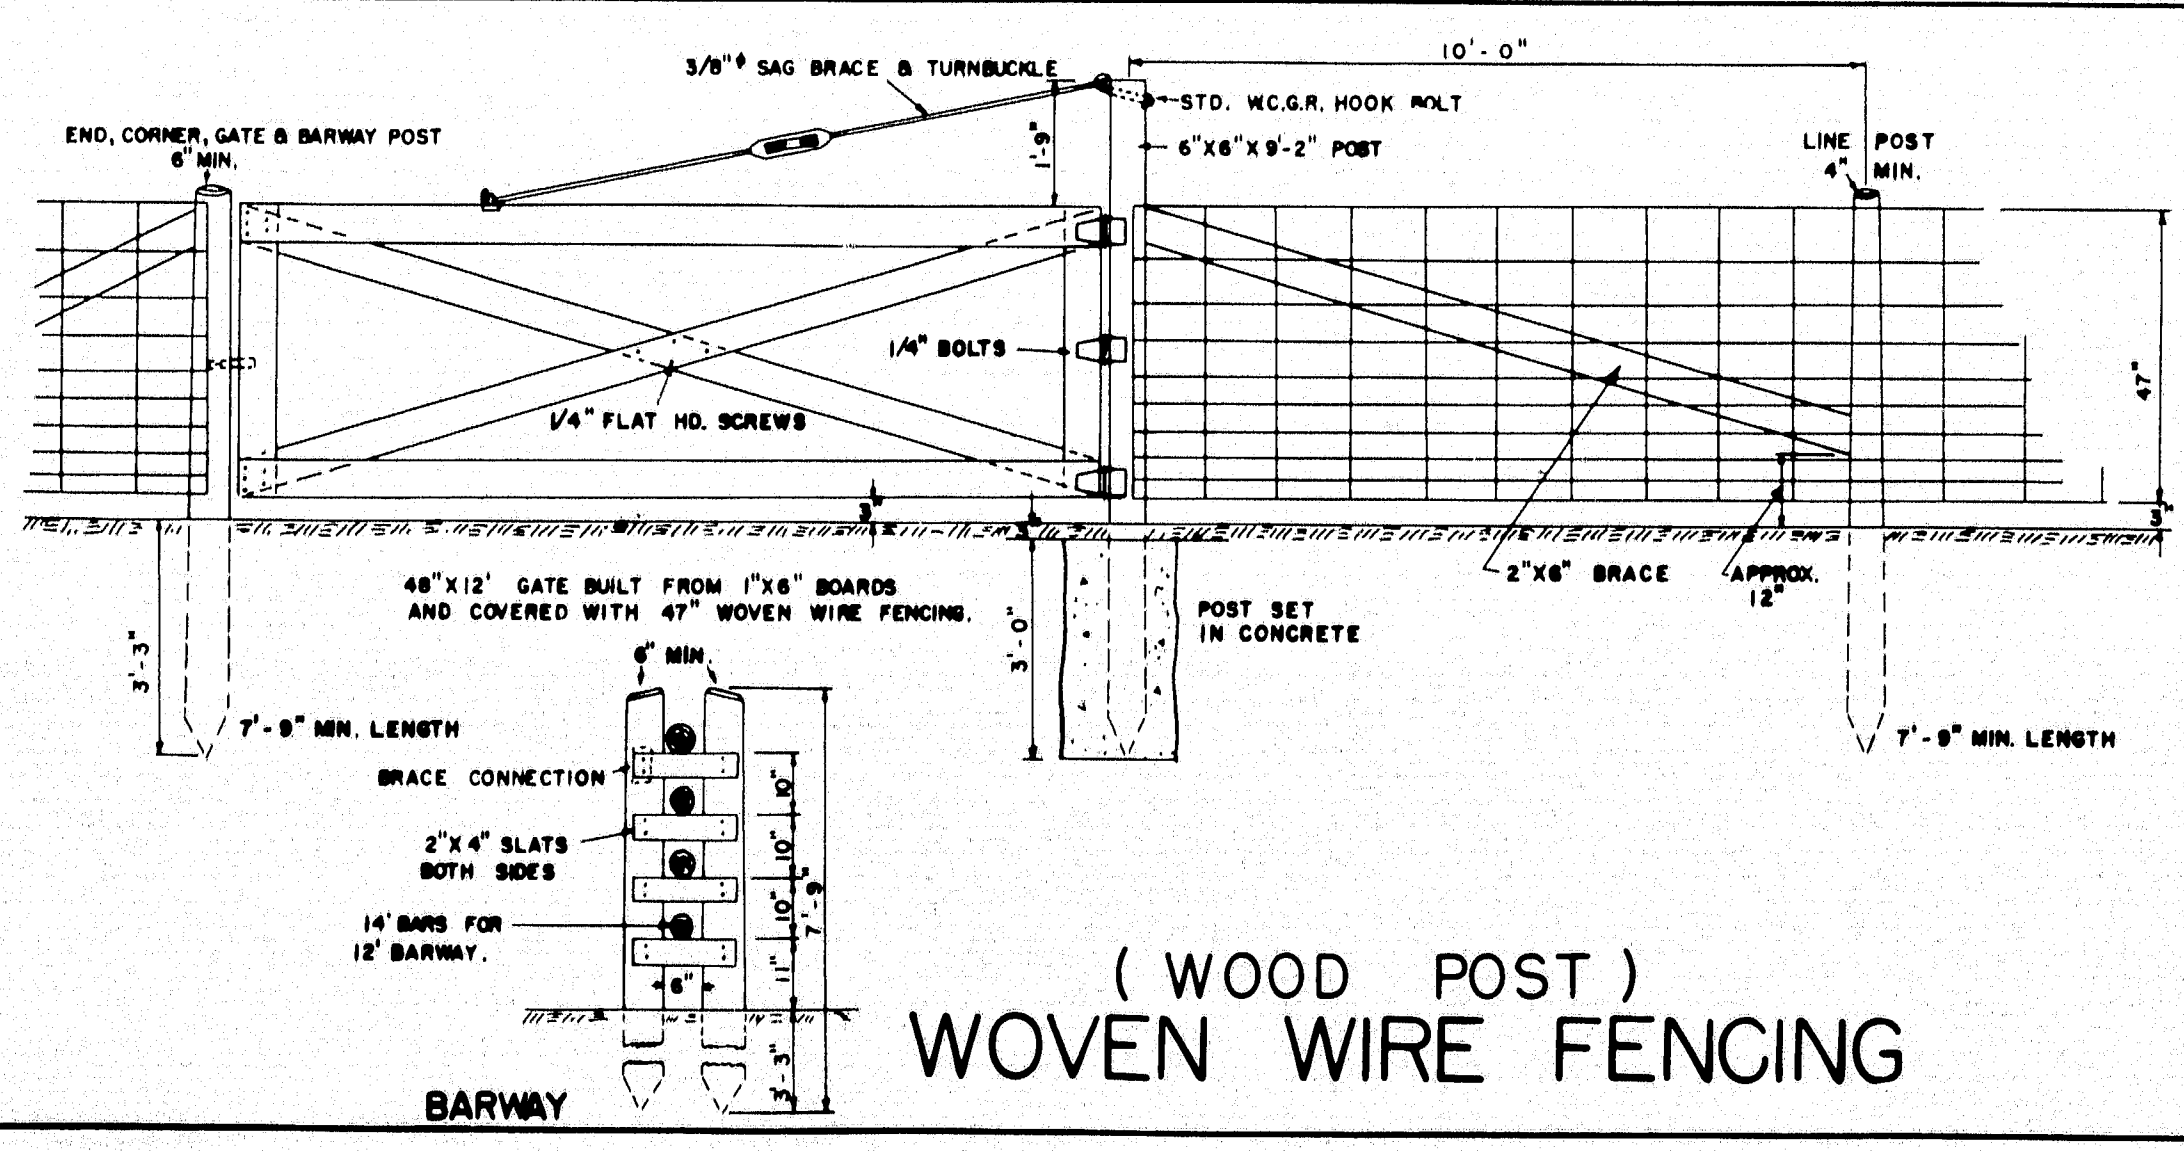 10'-0"
3/8"ɸ SAG BRACE & TURNBUCKLE
STD. W.C.G.R. HOOK BOLT
END, CORNER, GATE & BARWAY POST
6" MIN.
1'-9"
6"X6"X9'-2" POST
LINE POST
4" MIN.
1/4" BOLTS
47"
1/4" FLAT HD. SCREWS
3"
3"
2"X6" BRACE
APPROX.
12"
48"X12' GATE BUILT FROM 1"X6" BOARDS
AND COVERED WITH 47" WOVEN WIRE FENCING.
POST SET
IN CONCRETE
3'-3"
3'-0"
6" MIN.
7'-9" MIN. LENGTH
7'-9" MIN. LENGTH
BRACE CONNECTION
10"
2"X4" SLATS
BOTH SIDES
10"
10"
7'-9"
14' BARS FOR
12' BARWAY.
11"
6"
3'-3"
BARWAY
(WOOD POST)
WOVEN WIRE FENCING